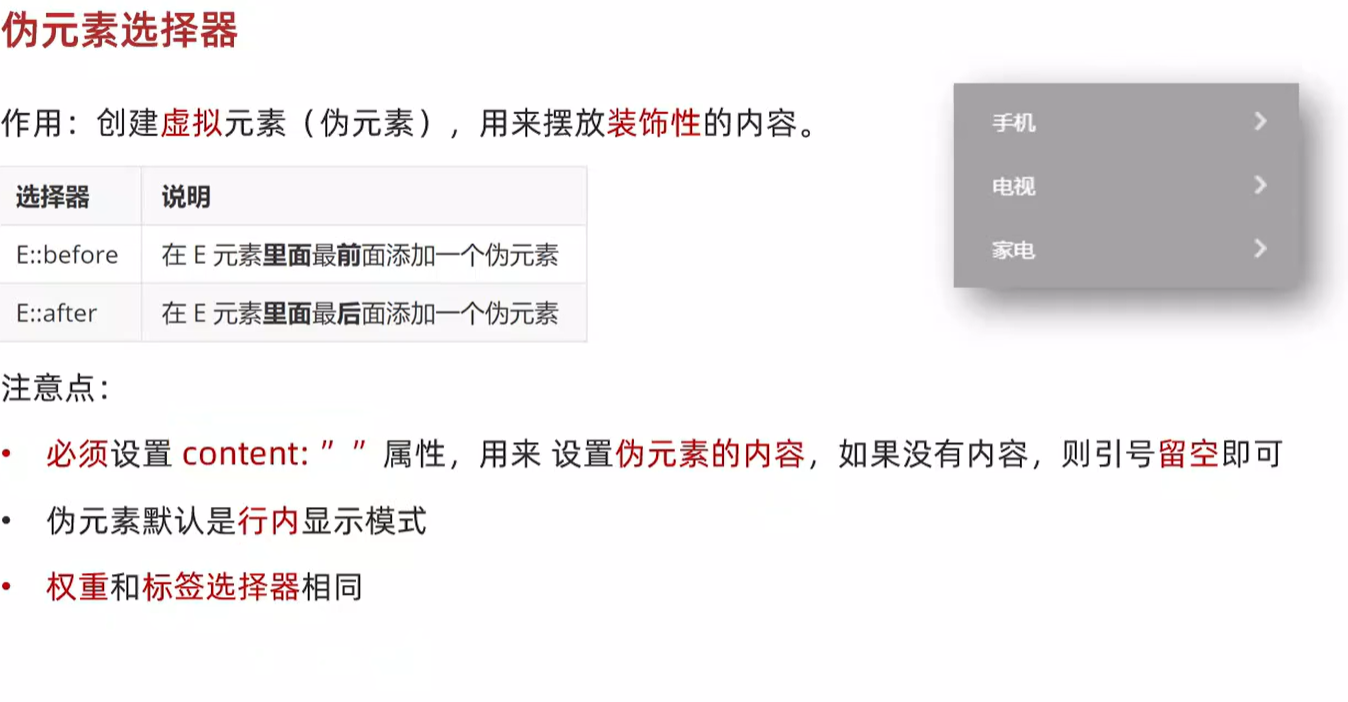 伪元素选择器
作用：创建虚拟元素（伪元素），用来摆放装饰性的内容。
选择器 说明
E::before 在 E 元素里面最前面添加一个伪元素
E::after 在 E 元素里面最后面添加一个伪元素
手机
电视
家电
注意点：
• 必须设置 content: ” ” 属性，用来 设置伪元素的内容，如果没有内容，则引号留空即可
• 伪元素默认是行内显示模式
• 权重和标签选择器相同